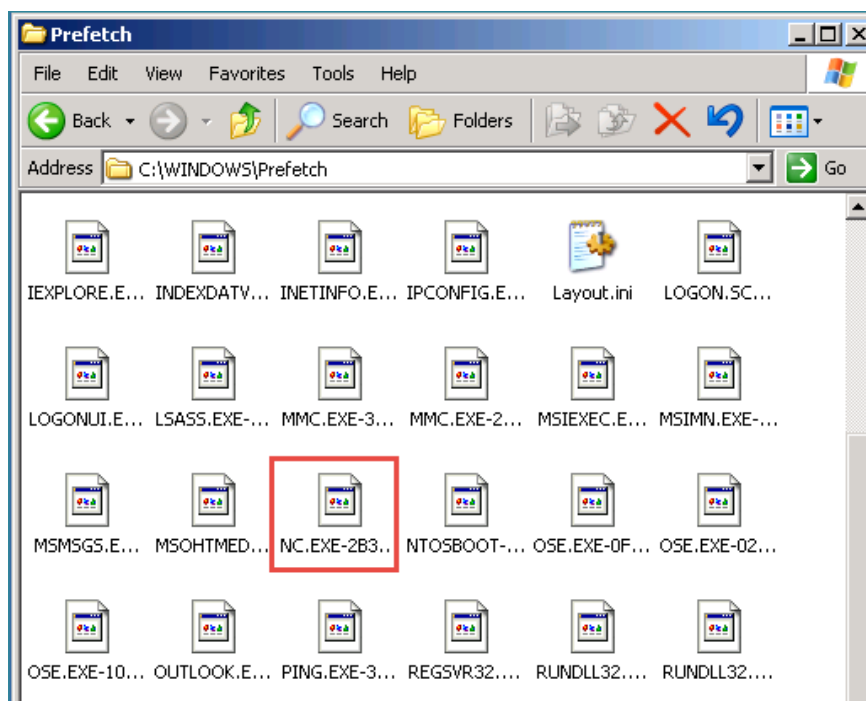 Prefetch
File Edit View Favorites Tools Help
Back Search Folders
Address C:\WINDOWS\Prefetch Go
IEXPLORE.E... INDEXDATV... INETINFO.E... IPCONFIG.E... Layout.ini LOGON.SC...
LOGONUI.E... LSASS.EXE-... MMC.EXE-3... MMC.EXE-2... MSIEXEC.E... MSIMN.EXE-...
MSMSGS.E... MSOHTMED... NC.EXE-2B3... NTOSBOOT-... OSE.EXE-0F... OSE.EXE-02...
OSE.EXE-10... OUTLOOK.E... PING.EXE-3... REGSVR32.... RUNDLL32.... RUNDLL32....